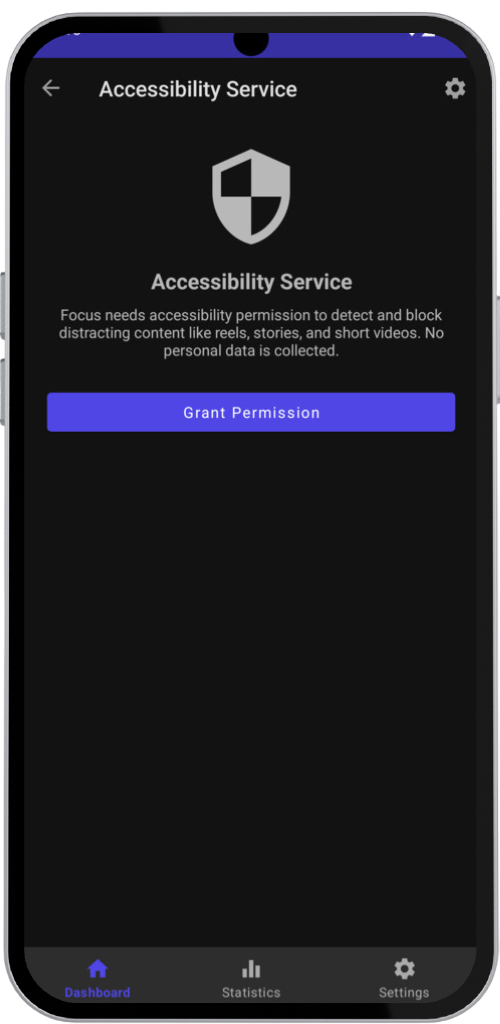 Accessibility Service
Accessibility Service
Focus needs accessibility permission to detect and block
distracting content like reels, stories, and short videos. No
personal data is collected.
Grant Permission
Dashboard
Statistics
Settings